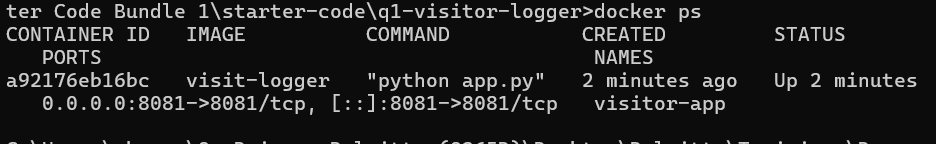 ter Code Bundle 1\starter-code\q1-visitor-logger>docker ps
CONTAINER ID   IMAGE          COMMAND           CREATED         STATUS
   PORTS                                         NAMES
a92176eb16bc   visit-logger   "python app.py"   2 minutes ago   Up 2 minutes
   0.0.0.0:8081->8081/tcp, [::]:8081->8081/tcp   visitor-app